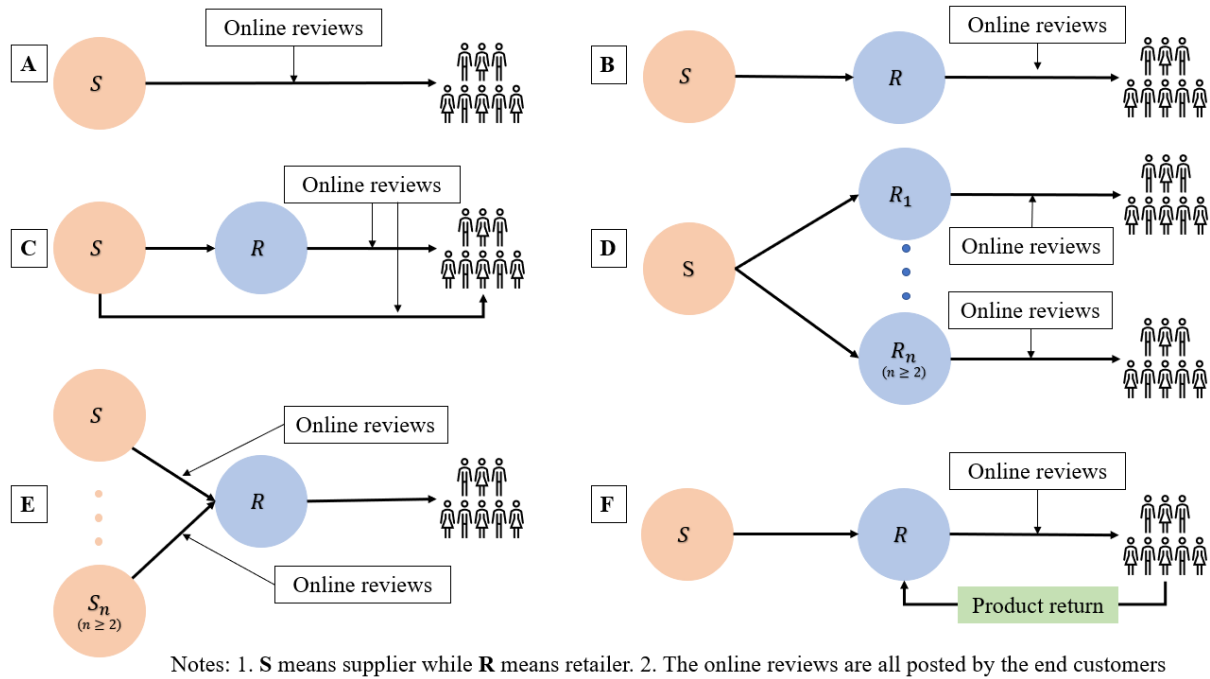 A
S
Online reviews
B
S
R
Online reviews
C
S
R
Online reviews
D
S
R₁
Online reviews
Rₙ
(n ≥ 2)
Online reviews
E
S
Sₙ
(n ≥ 2)
R
Online reviews
Online reviews
F
S
R
Online reviews
Product return
Notes: 1. S means supplier while R means retailer. 2. The online reviews are all posted by the end customers